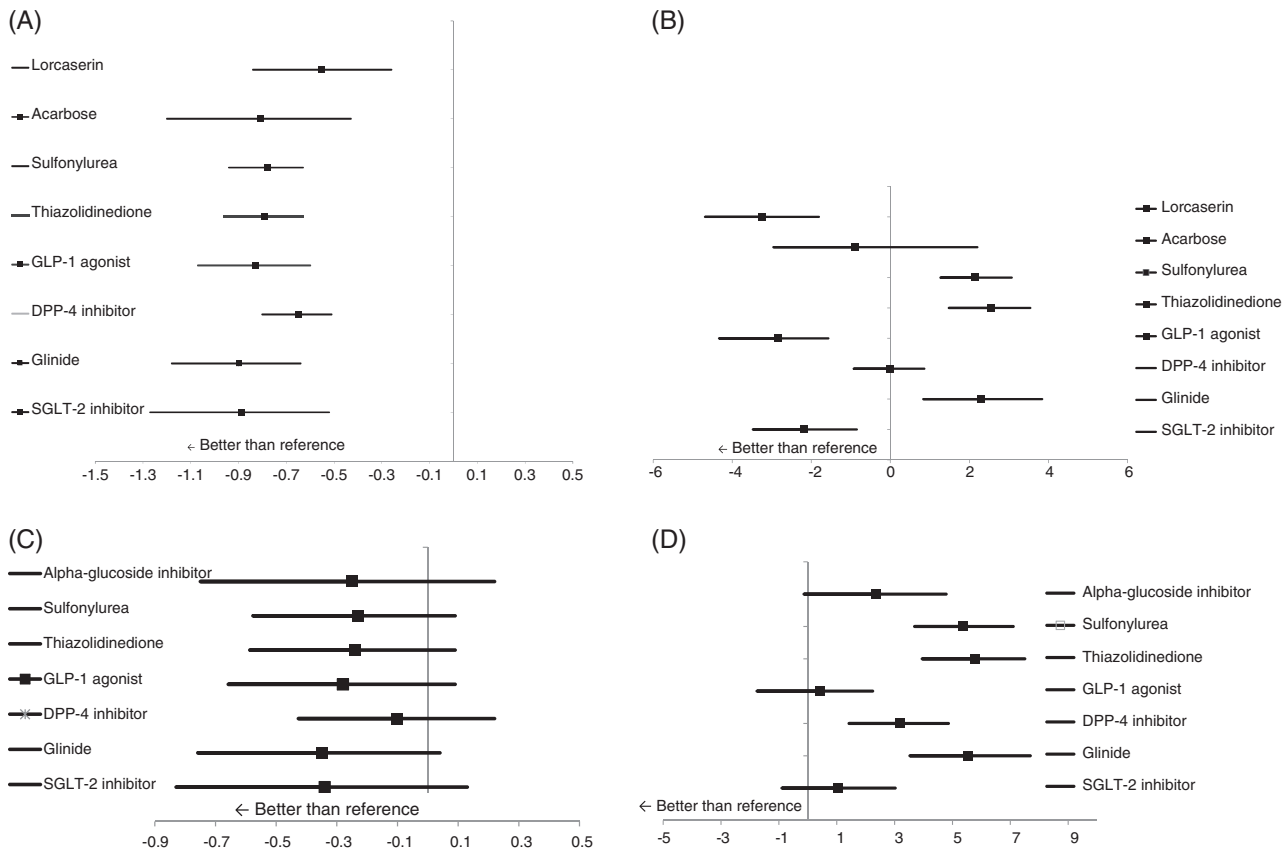 (A)
Lorcaserin
Acarbose
Sulfonylurea
Thiazolidinedione
GLP-1 agonist
DPP-4 inhibitor
Glinide
SGLT-2 inhibitor
← Better than reference
-1.5 -1.3 -1.1 -0.9 -0.7 -0.5 -0.3 -0.1 0.1 0.3 0.5
(B)
Lorcaserin
Acarbose
Sulfonylurea
Thiazolidinedione
GLP-1 agonist
DPP-4 inhibitor
Glinide
SGLT-2 inhibitor
← Better than reference
-6 -4 -2 0 2 4 6
(C)
Alpha-glucoside inhibitor
Sulfonylurea
Thiazolidinedione
GLP-1 agonist
DPP-4 inhibitor
Glinide
SGLT-2 inhibitor
← Better than reference
-0.9 -0.7 -0.5 -0.3 -0.1 0.1 0.3 0.5
(D)
Alpha-glucoside inhibitor
Sulfonylurea
Thiazolidinedione
GLP-1 agonist
DPP-4 inhibitor
Glinide
SGLT-2 inhibitor
← Better than reference
-5 -3 -1 1 3 5 7 9